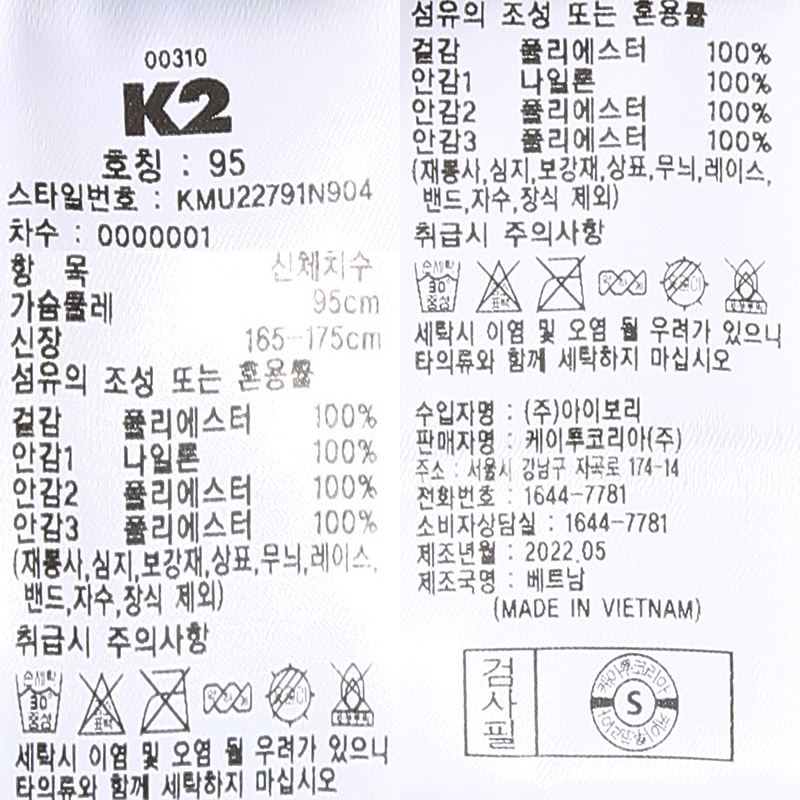 00310
K2
호칭 : 95
스타일번호 : KMU22791N904
차수 : 0000001
항 목 신체치수
가슴둘레 95cm
신장 165-175cm
섬유의 조성 또는 혼용률
겉감 폴리에스터 100%
안감1 나일론 100%
안감2 폴리에스터 100%
안감3 폴리에스터 100%
(재봉사,심지,보강재,상표,무늬,레이스,
밴드,자수,장식 제외)
취급시 주의사항
손세탁
30°
중성
표백
세탁시 이염 및 오염 될 우려가 있으니
타의류와 함께 세탁하지 마십시오
섬유의 조성 또는 혼용률
겉감 폴리에스터 100%
안감1 나일론 100%
안감2 폴리에스터 100%
안감3 폴리에스터 100%
(재봉사,심지,보강재,상표,무늬,레이스,
밴드,자수,장식 제외)
취급시 주의사항
손세탁
30°
중성
표백
세탁시 이염 및 오염 될 우려가 있으니
타의류와 함께 세탁하지 마십시오
수입자명 : (주)아이보리
판매자명 : 케이투코리아(주)
주소 : 서울시 강남구 자곡로 174-14
전화번호 : 1644-7781
소비자상담실 : 1644-7781
제조년월 : 2022.05
제조국명 : 베트남
(MADE IN VIETNAM)
검사필
케이투코리아
S